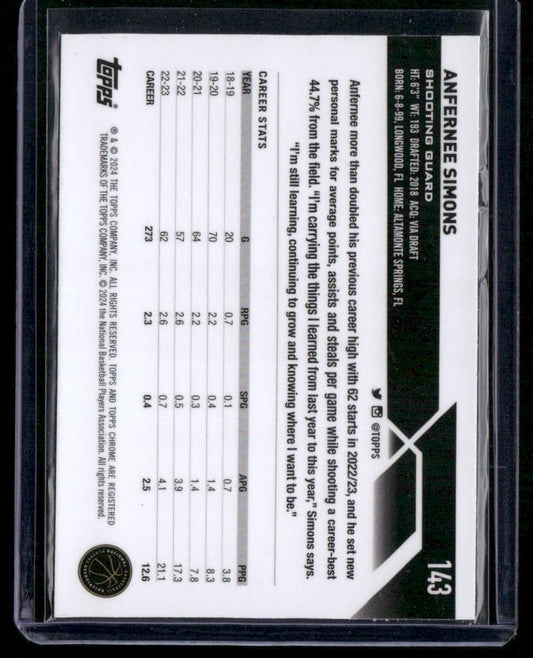 143
ANFERNEE SIMONS
SHOOTING GUARD
HT: 6'3" WT: 193 DRAFTED: 2018 ACQ: VIA DRAFT
BORN: 6-8-99, LONGWOOD, FL HOME: ALTAMONTE SPRINGS, FL
@TOPPS
Anfernee more than doubled his previous career high with 62 starts in 2022/23, and he set new
personal marks for average points, assists and steals per game while shooting a career-best
44.7% from the field. "I'm carrying the things I learned from last year to this year," Simons says.
"I'm still learning, continuing to grow and knowing where I want to be."
CAREER STATS
YEAR G RPG SPG APG PPG
18-19 20 0.7 0.1 0.7 3.8
19-20 70 2.2 0.4 1.4 8.3
20-21 64 2.2 0.3 1.4 7.8
21-22 57 2.6 0.5 3.9 17.3
22-23 62 2.6 0.7 4.1 21.1
CAREER 273 2.3 0.4 2.5 12.6
topps
® & © 2024 THE TOPPS COMPANY, INC. ALL RIGHTS RESERVED. TOPPS AND TOPPS CHROME ARE REGISTERED
TRADEMARKS OF THE TOPPS COMPANY, INC. © 2024 the National Basketball Players Association. All rights reserved.